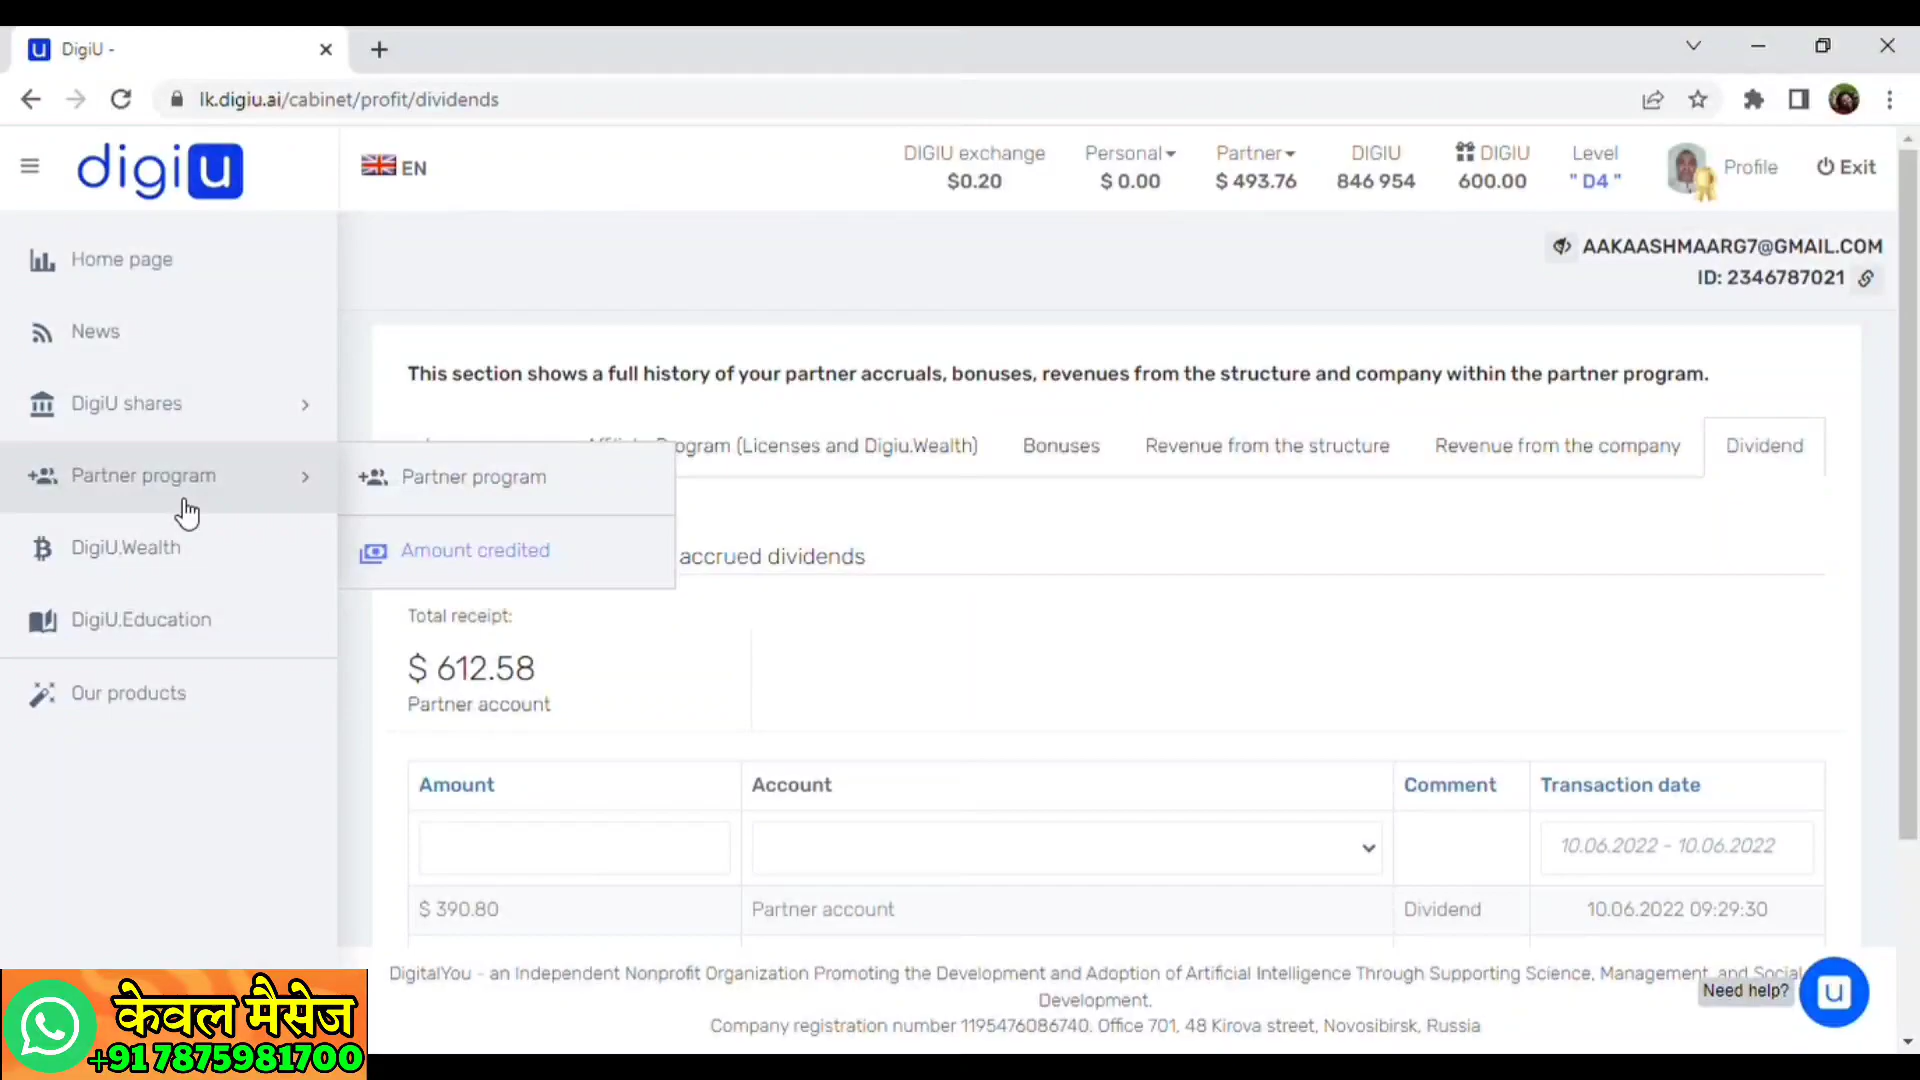 DigiU -
lk.digiu.ai/cabinet/profit/dividends
digiu
EN
DIGIU exchange
$0.20
Personal
$ 0.00
Partner
$ 493.76
DIGIU
846 954
DIGIU
600.00
Level
" D4 "
Profile
Exit
AAKAASHMAARG7@GMAIL.COM
ID: 2346787021
Home page
News
DigiU shares
Partner program
DigiU.Wealth
DigiU.Education
Our products
Partner program
Amount credited
This section shows a full history of your partner accruals, bonuses, revenues from the structure and company within the partner program.
ogram (Licenses and Digiu.Wealth)
Bonuses
Revenue from the structure
Revenue from the company
Dividend
accrued dividends
Total receipt:
$ 612.58
Partner account
Amount Account Comment Transaction date
10.06.2022 - 10.06.2022
$ 390.80 Partner account Dividend 10.06.2022 09:29:30
DigitalYou - an Independent Nonprofit Organization Promoting the Development and Adoption of Artificial Intelligence Through Supporting Science, Management, and Social
Development.
Company registration number 1195476086740. Office 701, 48 Kirova street, Novosibirsk, Russia
Need help?
केवल मैसेज
+91 7875981700